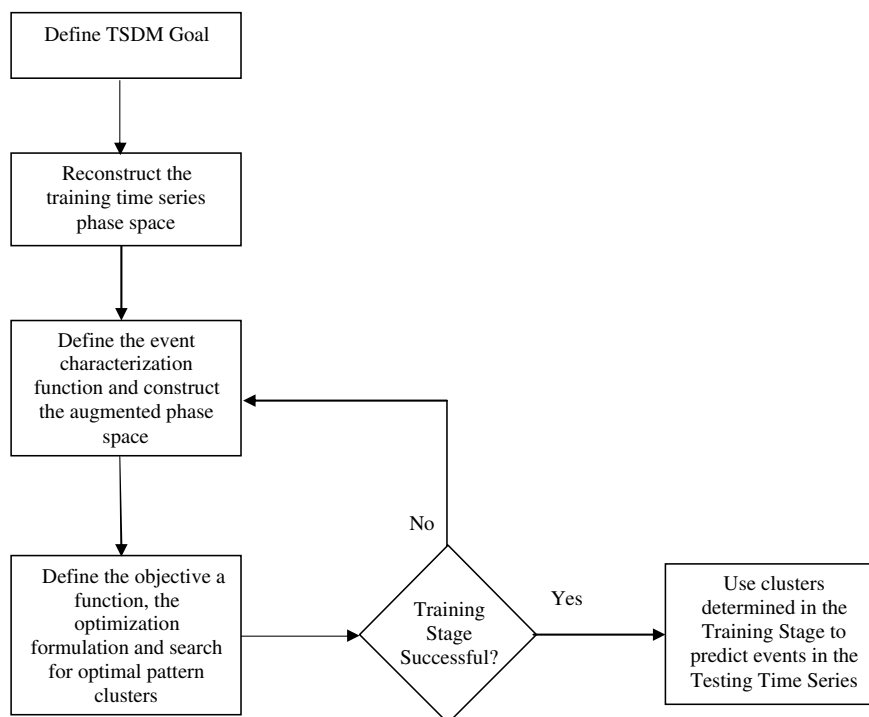 Define TSDM Goal
Reconstruct the
training time series
phase space
Define the event
characterization
function and construct
the augmented phase
space
No
Define the objective a
function, the
optimization
formulation and search
for optimal pattern
clusters
Training
Stage
Successful?
Yes
Use clusters
determined in the
Training Stage to
predict events in the
Testing Time Series